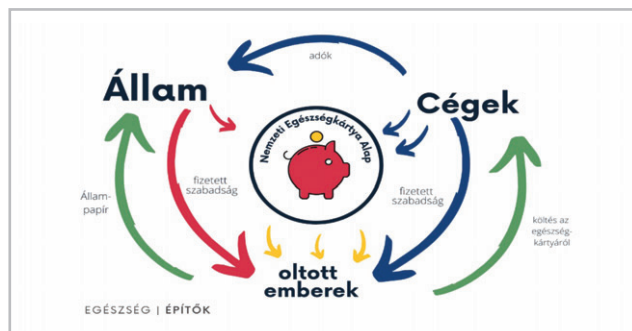 adók
Állam
Cégek
Nemzeti Egészségkártya Alap
Állam-
papír
fizetett
szabadság
fizetett
szabadság
költés az
egészség-
kártyáról
oltott
emberek
EGÉSZSÉG | ÉPÍTŐK